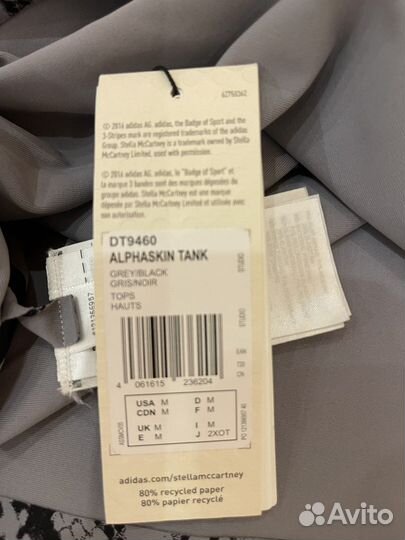 62758362
© 2016 adidas AG. adidas, the Badge of Sport and the
3-Stripes mark are registered trademarks of the adidas
Group. Stella McCartney is a trademark owned by Stella
McCartney Limited, used with permission.
© 2016 adidas AG. adidas, le "Badge of Sport" et
la marque 3 bandes sont des marques déposées du
groupe adidas. Stella McCartney est une marque
déposée par Stella McCartney Limited et utilisée avec
son autorisation.
DT9460
ALPHASKIN TANK
GREY/BLACK
GRIS/NOIR
TOPS
HAUTS
STUDIO
STUDIO
4 061615 236204
USA M D M
CDN M F M
UK M I M
E M J 2XOT
adidas.com/stellamccartney
80% recycled paper
80% papier recyclé
Avito